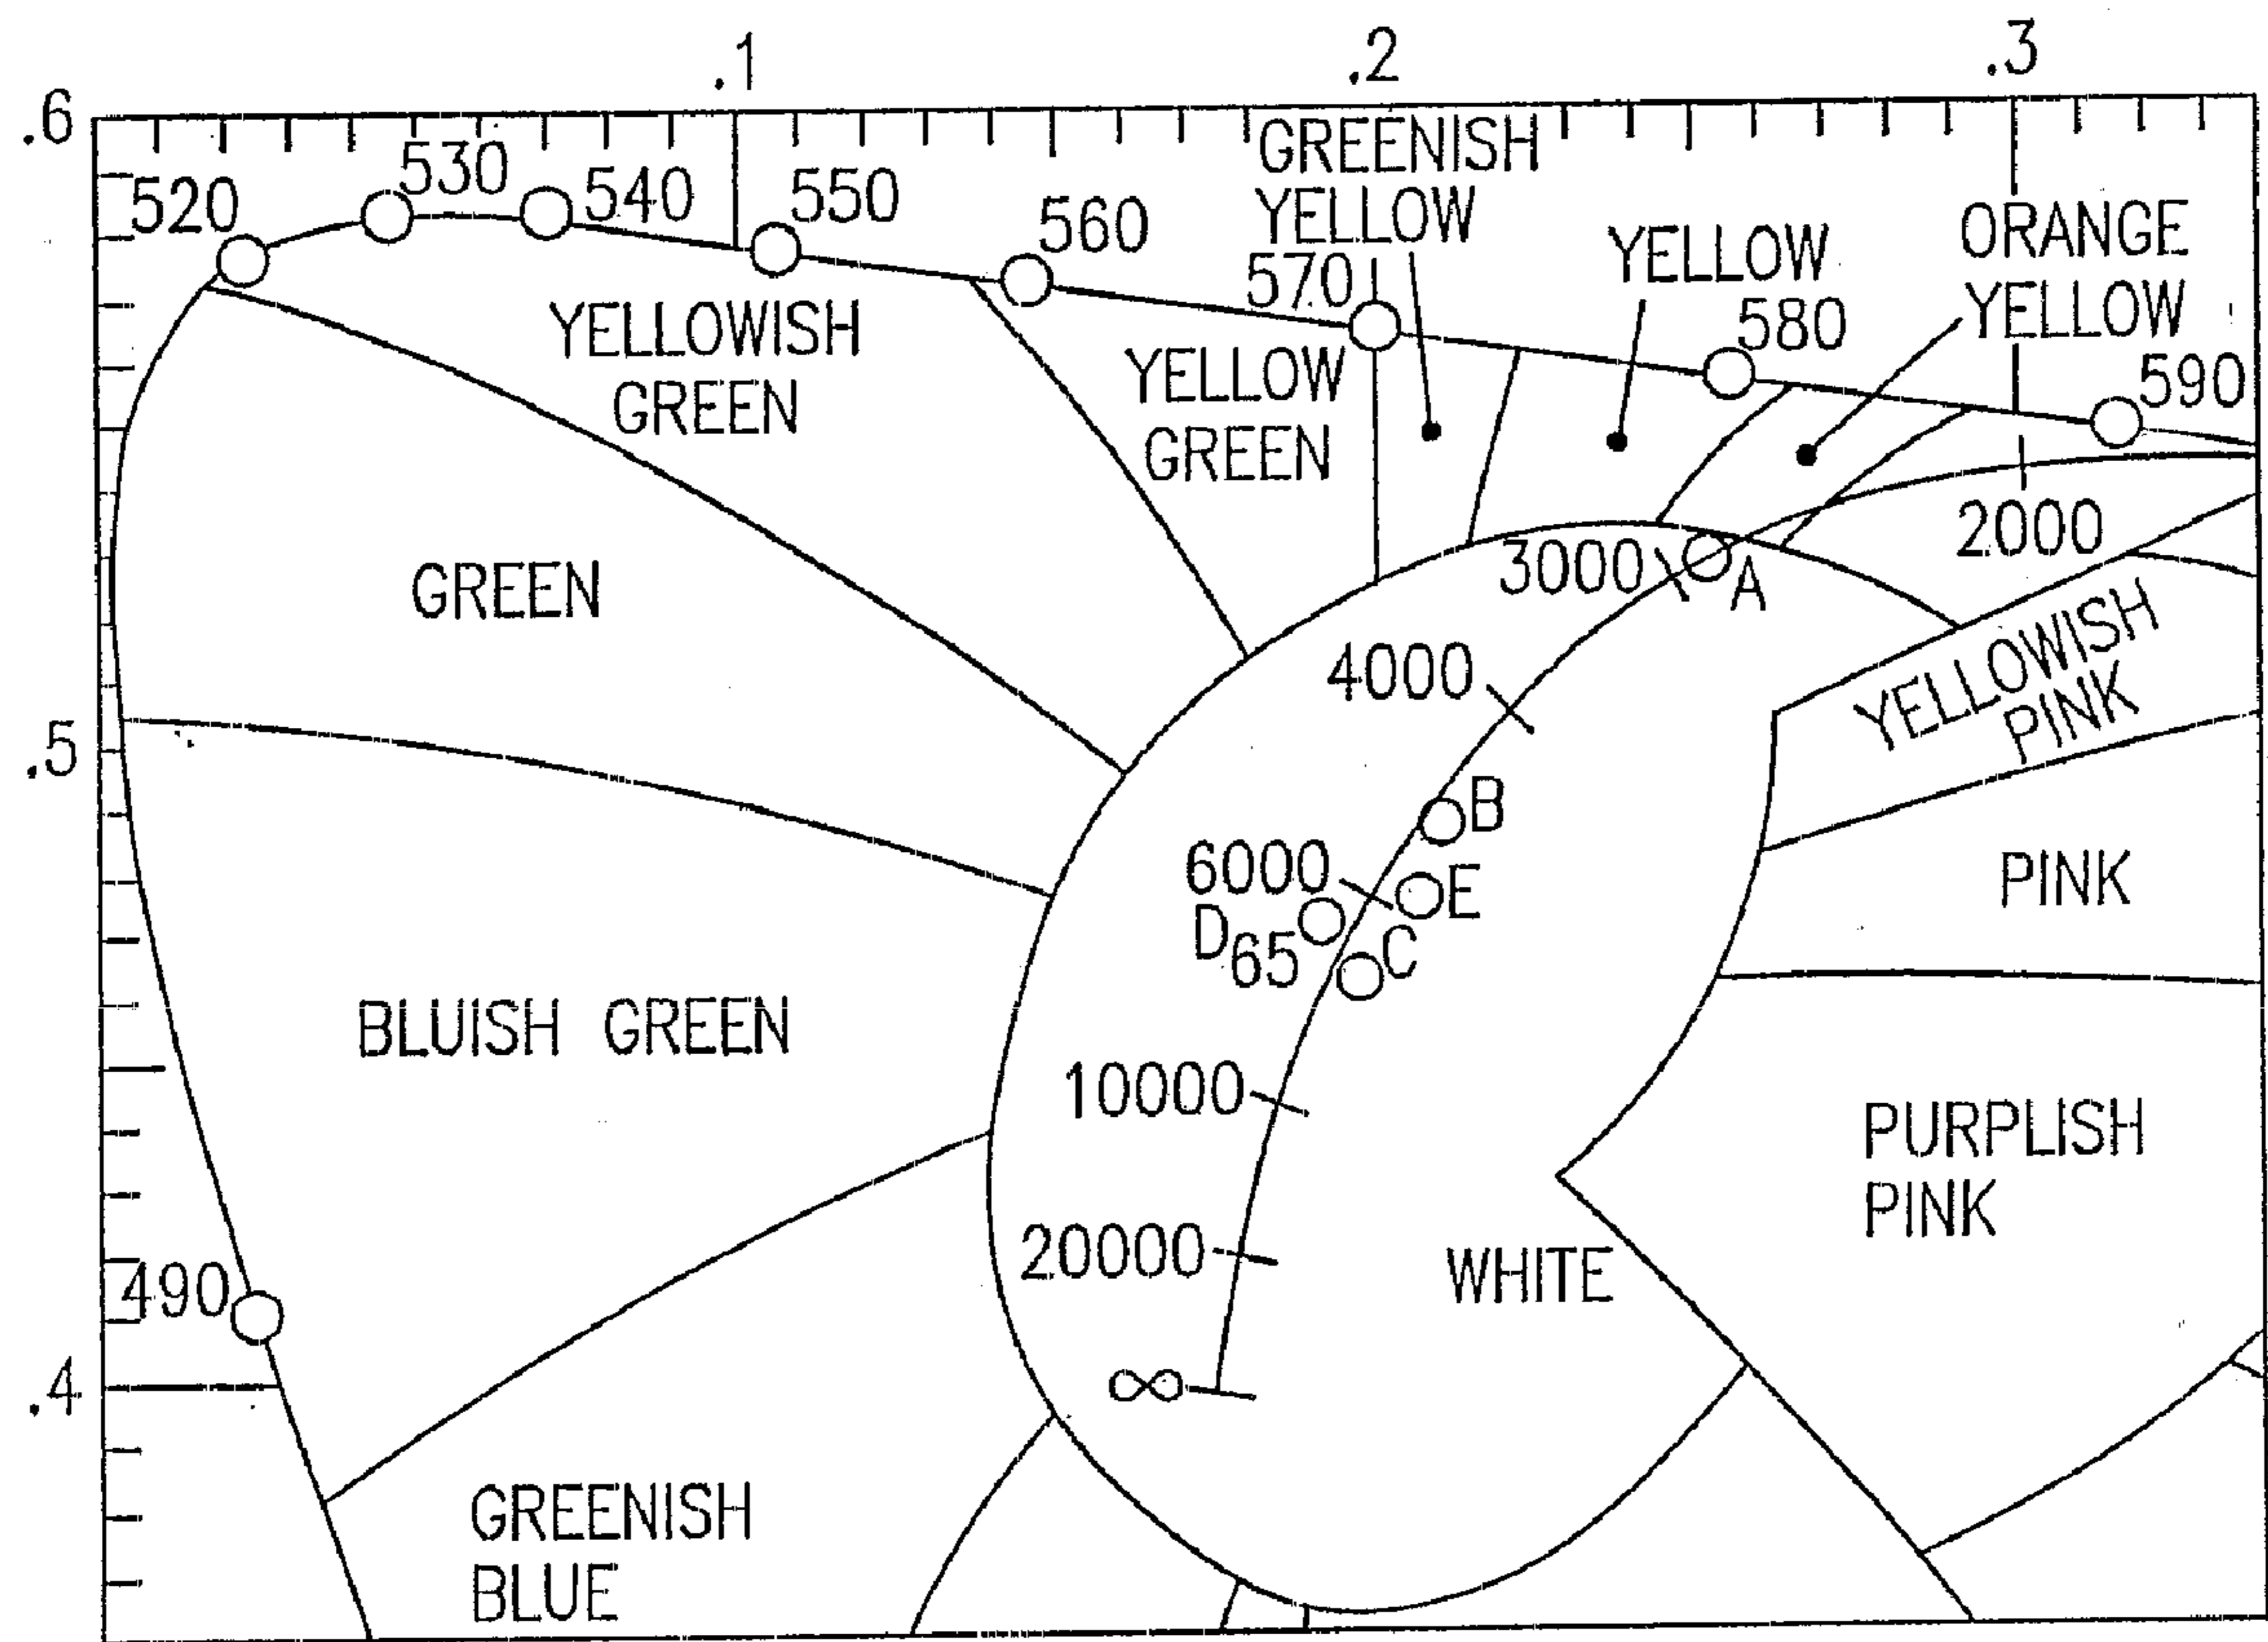 .1
.2
.3
.6
520
530
540
550
560
GREENISH
YELLOW
570
YELLOW
580
ORANGE
YELLOW
590
YELLOWISH
GREEN
YELLOW
GREEN
GREEN
3000
A
2000
4000
YELLOWISH
PINK
.5
B
6000
E
D65
C
PINK
BLUISH GREEN
10000
PURPLISH
PINK
20000
WHITE
490
∞
.4
GREENISH
BLUE